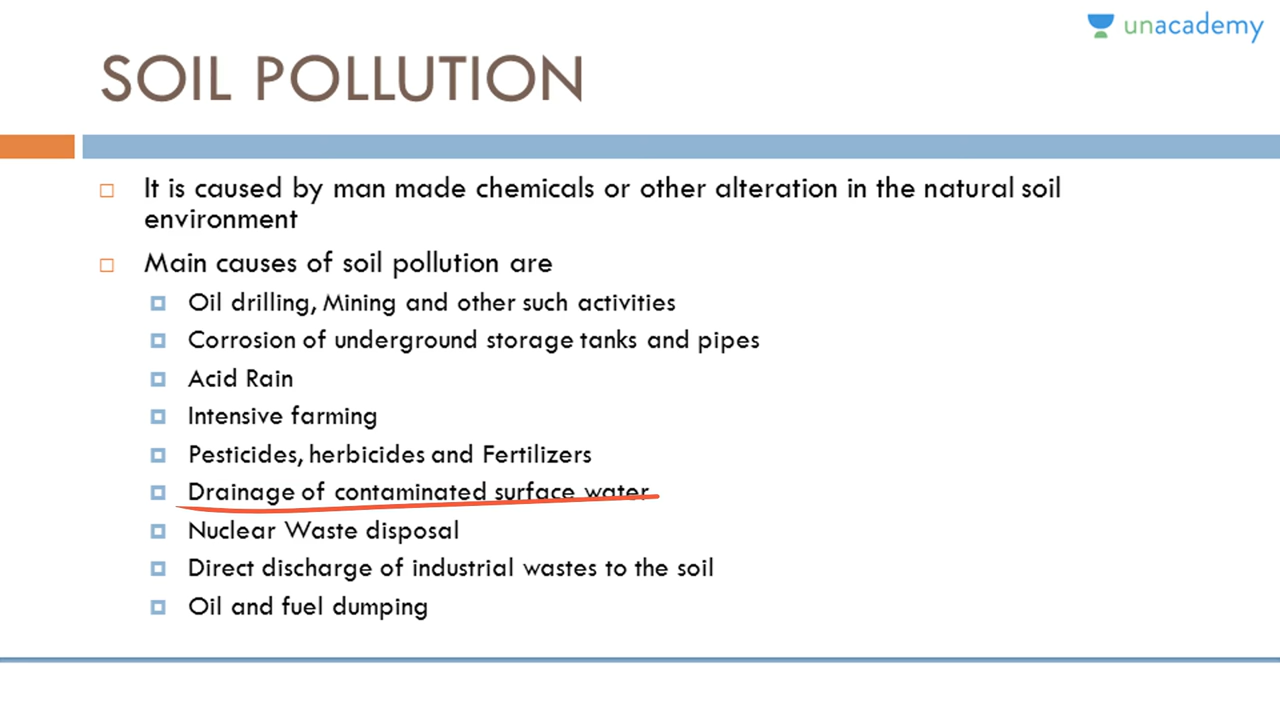 unacademy
SOIL POLLUTION
It is caused by man made chemicals or other alteration in the natural soil
environment
Main causes of soil pollution are
Oil drilling, Mining and other such activities
Corrosion of underground storage tanks and pipes
Acid Rain
Intensive farming
Pesticides, herbicides and Fertilizers
Drainage of contaminated surface water
Nuclear Waste disposal
Direct discharge of industrial wastes to the soil
Oil and fuel dumping